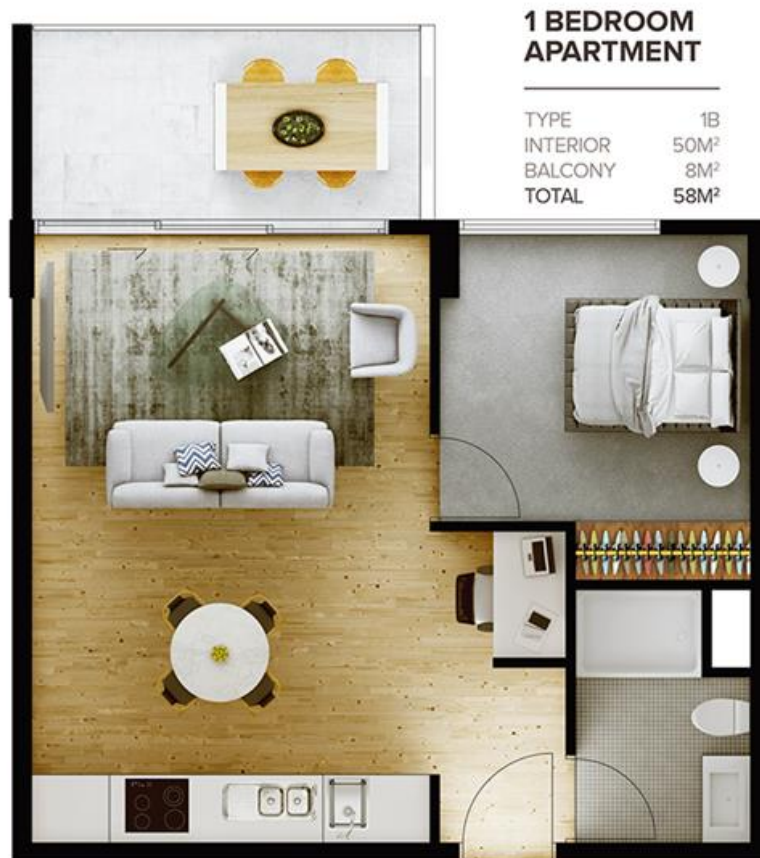 1 BEDROOM
APARTMENT
TYPE 1B
INTERIOR 50M²
BALCONY 8M²
TOTAL 58M²